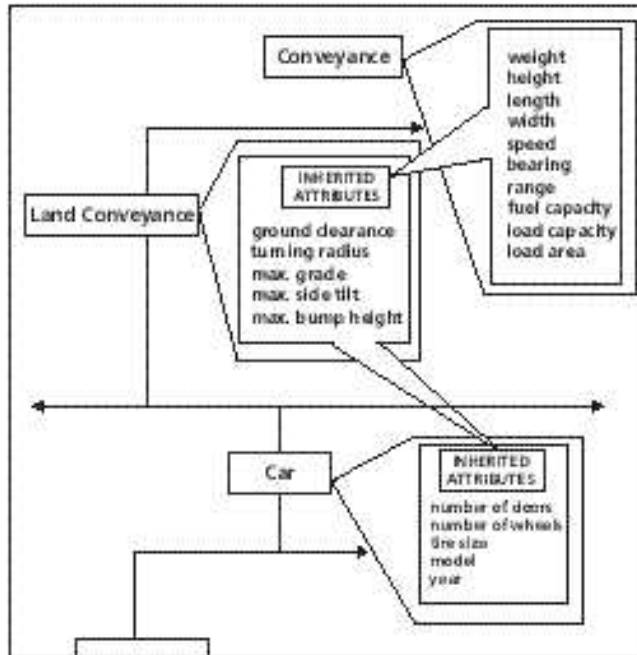 Conveyance
weight
height
length
width
speed
bearing
range
fuel capacity
load capacity
load area
Land Conveyance
INHERITED
ATTRIBUTES
ground clearance
turning radius
max. grade
max. side tilt
max. bump height
Car
INHERITED
ATTRIBUTES
number of doors
number of wheels
tire size
model
year